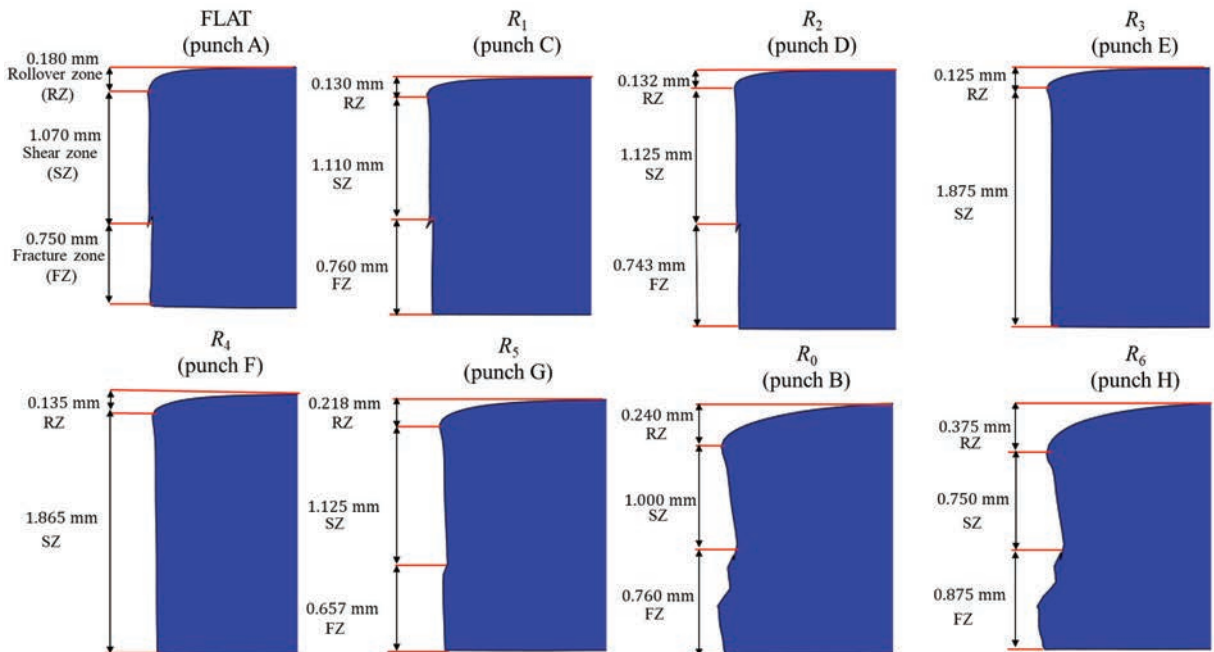 FLAT
(punch A)
0.180 mm
Rollover zone
(RZ)
1.070 mm
Shear zone
(SZ)
0.750 mm
Fracture zone
(FZ)
R₁
(punch C)
0.130 mm
RZ
1.110 mm
SZ
0.760 mm
FZ
R₂
(punch D)
0.132 mm
RZ
1.125 mm
SZ
0.743 mm
FZ
R₃
(punch E)
0.125 mm
RZ
1.875 mm
SZ
R₄
(punch F)
0.135 mm
RZ
1.865 mm
SZ
R₅
(punch G)
0.218 mm
RZ
1.125 mm
SZ
0.657 mm
FZ
R₀
(punch B)
0.240 mm
RZ
1.000 mm
SZ
0.760 mm
FZ
R₆
(punch H)
0.375 mm
RZ
0.750 mm
SZ
0.875 mm
FZ